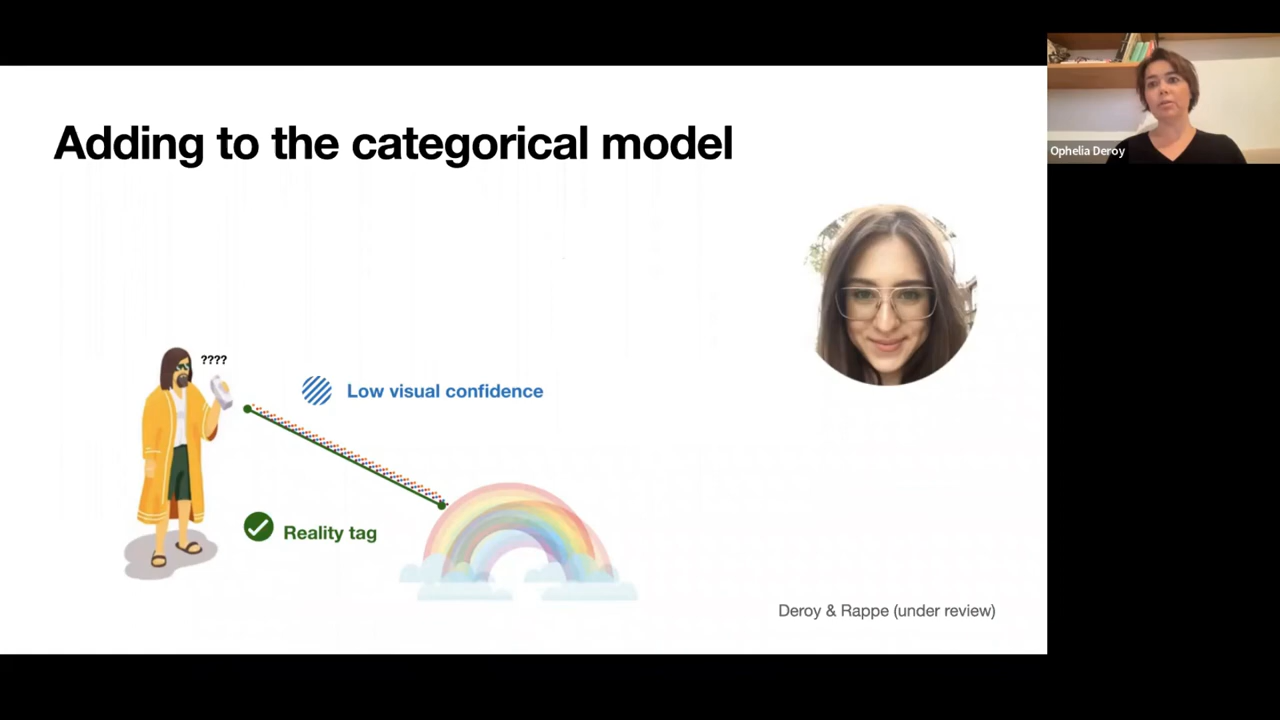 Adding to the categorical model
Ophelia Deroy
????
Low visual confidence
Reality tag
Deroy & Rappe (under review)